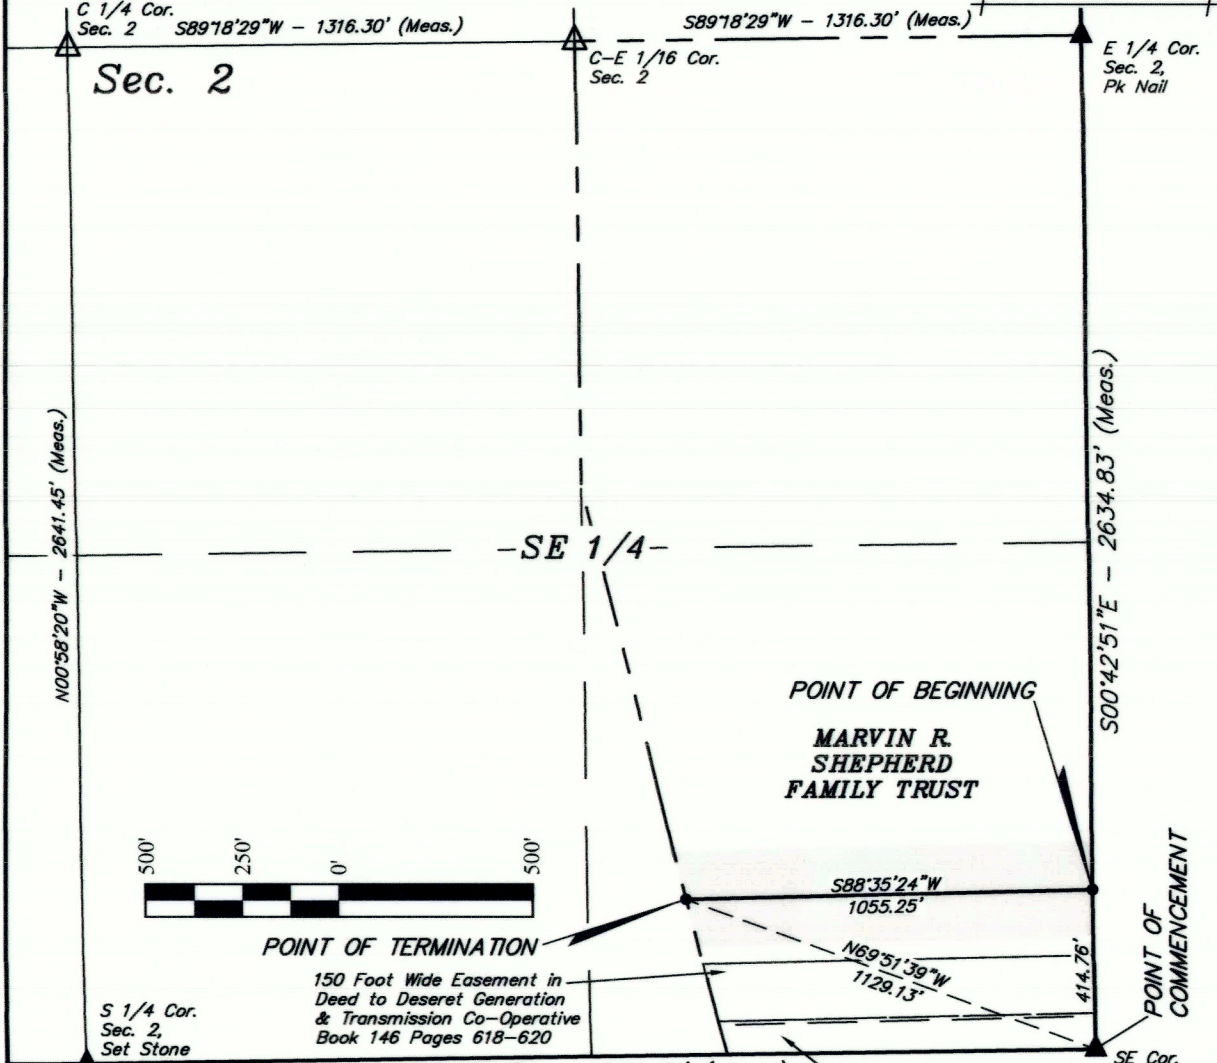 C 1/4 Cor.
Sec. 2
S89°18'29"W – 1316.30' (Meas.)
S89°18'29"W – 1316.30' (Meas.)
C–E 1/16 Cor.
Sec. 2
E 1/4 Cor.
Sec. 2,
Pk Nail
Sec. 2
N00°58'20"W – 2641.45' (Meas.)
S00°42'51"E – 2634.83' (Meas.)
SE 1/4
POINT OF BEGINNING
MARVIN R.
SHEPHERD
FAMILY TRUST
500'
250'
0'
500'
S88°35'24"W
1055.25'
POINT OF TERMINATION
150 Foot Wide Easement in
Deed to Deseret Generation
& Transmission Co–Operative
Book 146 Pages 618–620
N69°51'39"W
1129.13'
414.76'
POINT OF
COMMENCEMENT
S 1/4 Cor.
Sec. 2,
Set Stone
SE Cor.